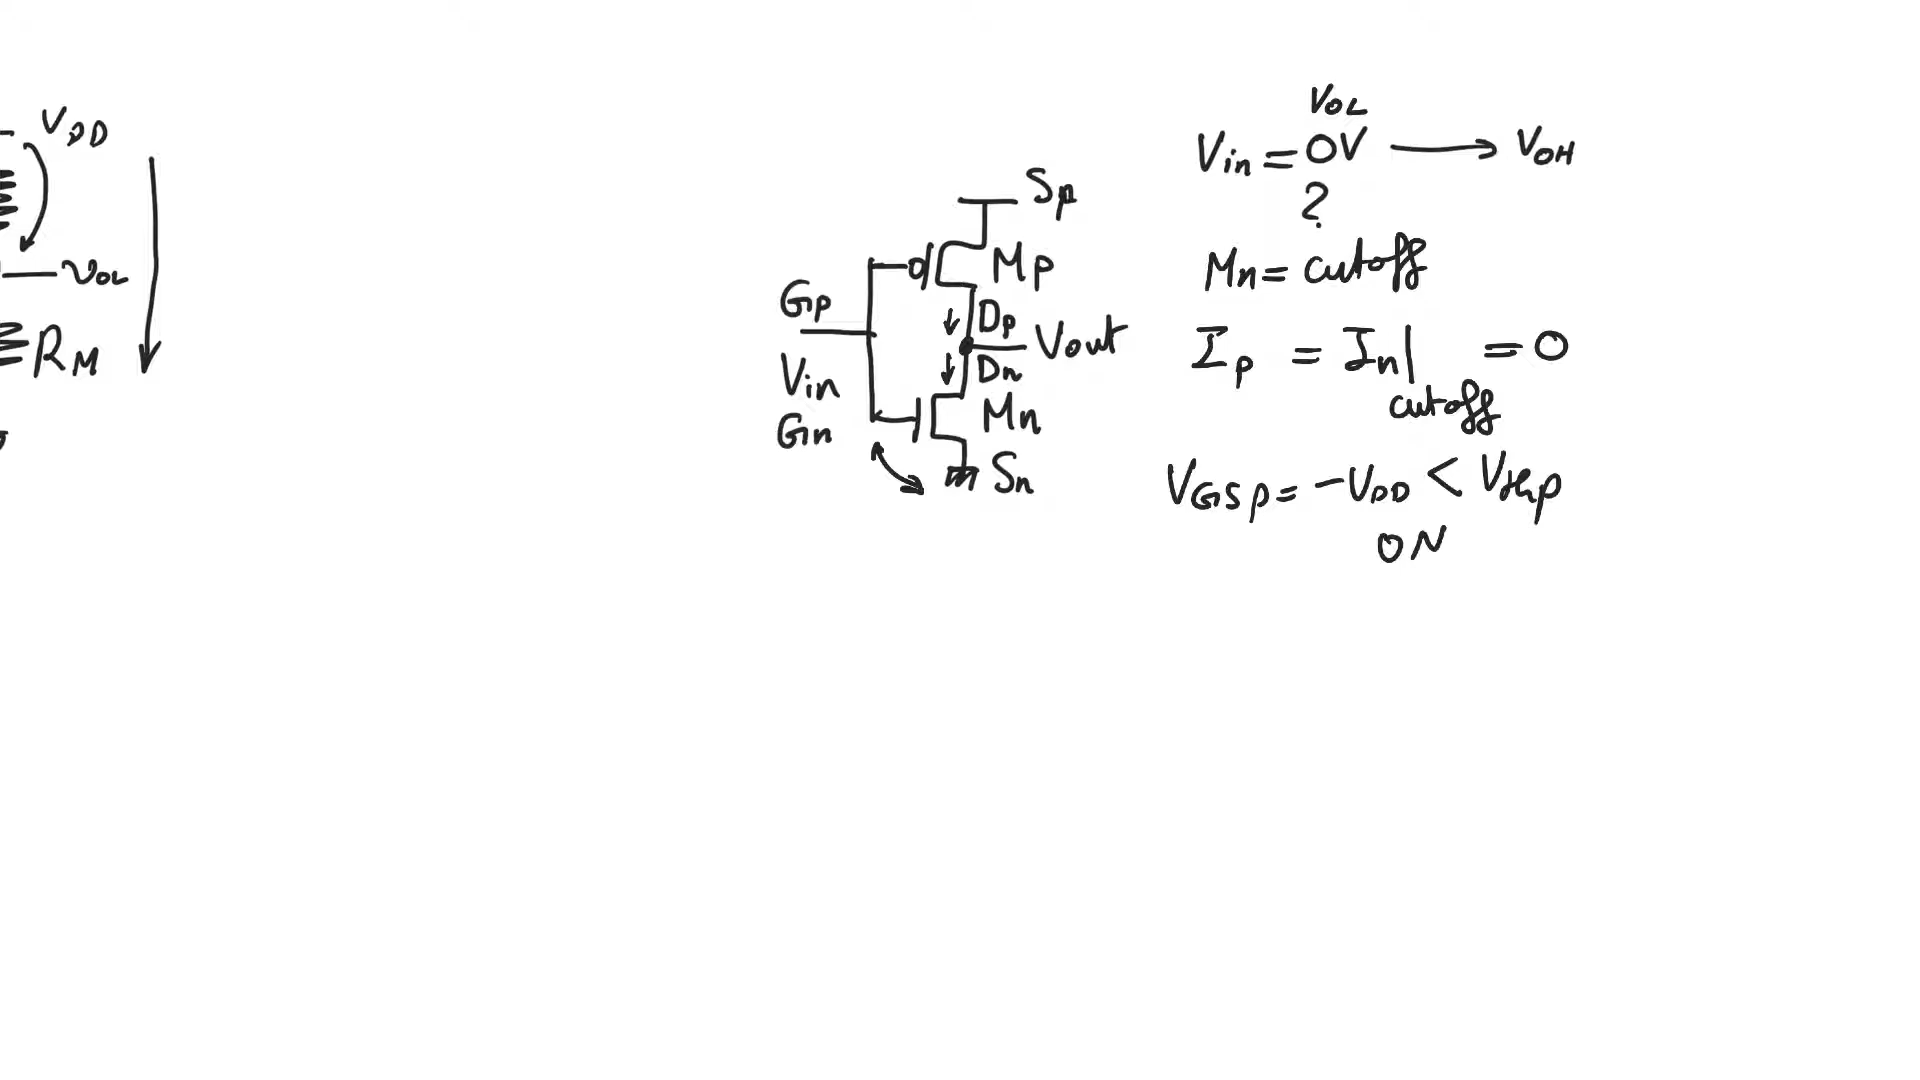 VDD
VOL
RM
Sp
Mp
Gp
Dp
Vout
Vin
Dn
Mn
Gn
Sn
VOL
Vin = 0V → VOH
?
Mn = cutoff
Ip = In| = 0
cutoff
VGSp = -VDD < Vthp
ON